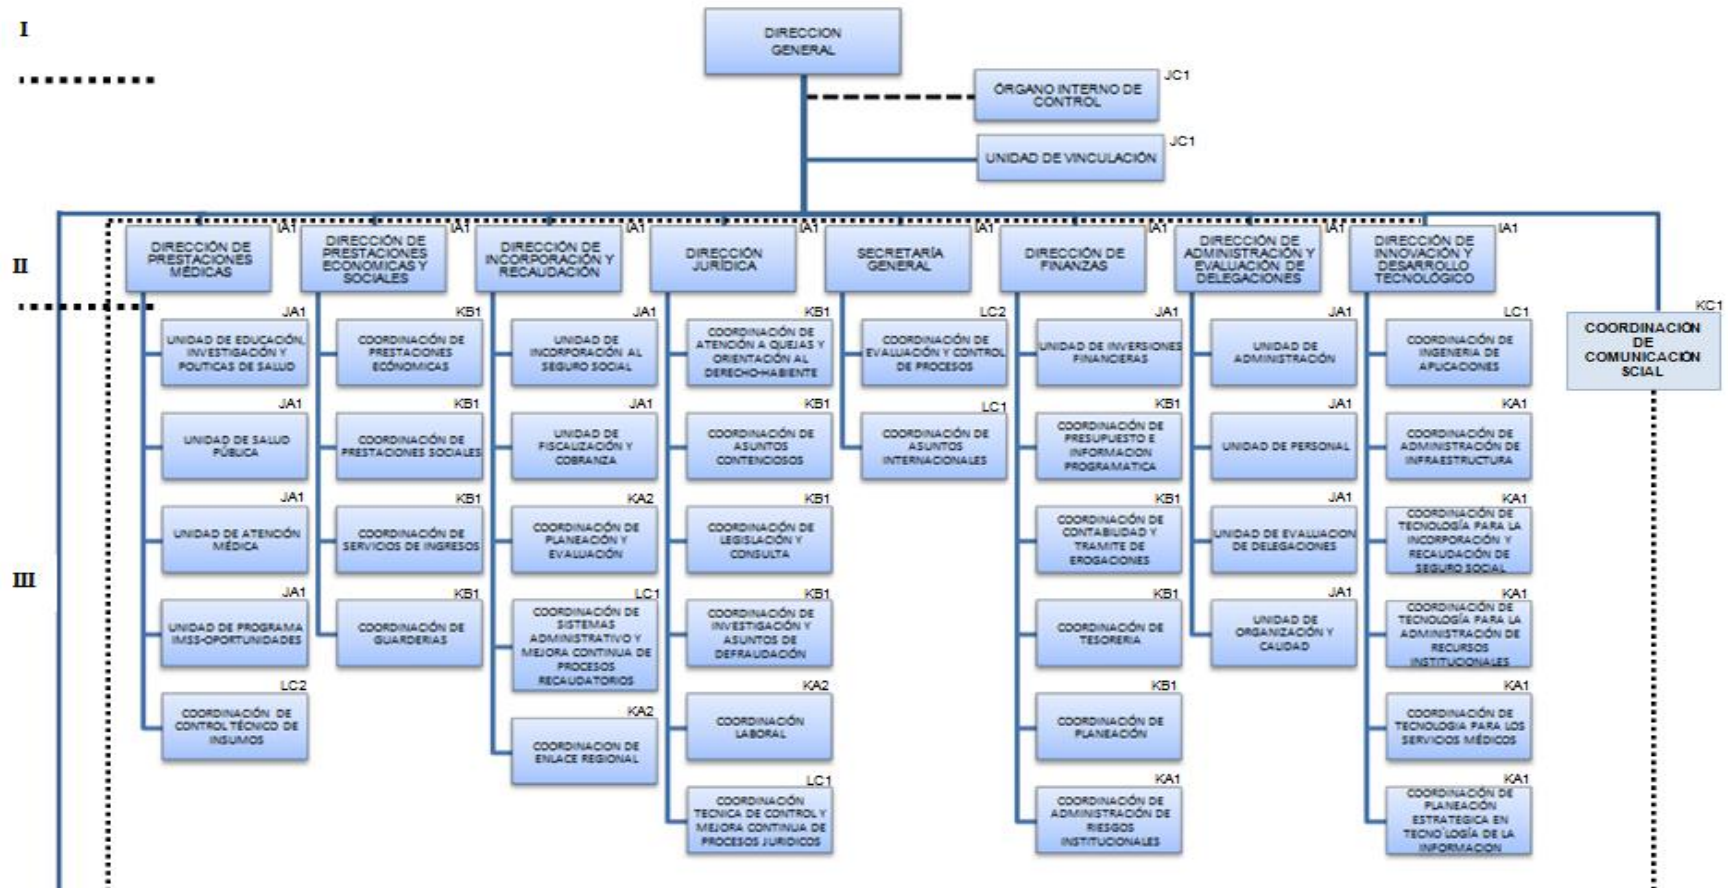 I
DIRECCION
GENERAL
JC1
ÓRGANO INTERNO DE
CONTROL
JC1
UNIDAD DE VINCULACIÓN
II
IA1
DIRECCIÓN DE
PRESTACIONES
MÉDICAS
IA1
DIRECCIÓN DE
PRESTACIONES
ECONOMICAS Y
SOCIALES
IA1
DIRECCIÓN DE
INCORPORACIÓN Y
RECAUDACIÓN
IA1
DIRECCIÓN
JURÍDICA
IA1
SECRETARÍA
GENERAL
IA1
DIRECCIÓN DE
FINANZAS
IA1
DIRECCIÓN DE
ADMINISTRACIÓN Y
EVALUACIÓN DE
DELEGACIONES
IA1
DIRECCIÓN DE
INNOVACIÓN Y
DESARROLLO
TECNOLÓGICO
KC1
COORDINACIÓN
DE
COMUNICACIÓN
SCIAL
III
JA1
UNIDAD DE EDUCACIÓN,
INVESTIGACIÓN Y
POLITICAS DE SALUD
JA1
UNIDAD DE SALUD
PÚBLICA
JA1
UNIDAD DE ATENCIÓN
MÉDICA
JA1
UNIDAD DE PROGRAMA
IMSS-OPORTUNIDADES
LC2
COORDINACIÓN DE
CONTROL TÉCNICO DE
INSUMOS
KB1
COORDINACIÓN DE
PRESTACIONES
ECÓNOMICAS
KB1
COORDINACIÓN DE
PRESTACIONES SOCIALES
KB1
COORDINACIÓN DE
SERVICIOS DE INGRESOS
KB1
COORDINACIÓN DE
GUARDERIAS
JA1
UNIDAD DE
INCORPORACIÓN AL
SEGURO SOCIAL
JA1
UNIDAD DE
FISCALIZACIÓN Y
COBRANZA
KA2
COORDINACIÓN DE
PLANEACIÓN Y
EVALUACIÓN
LC1
COORDINACIÓN DE
SISTEMAS
ADMINISTRATIVO Y
MEJORA CONTINUA DE
PROCESOS
RECAUDATORIOS
KA2
COORDINACION DE
ENLACE REGIONAL
KB1
COORDINACIÓN DE
ATENCIÓN A QUEJAS Y
ORIENTACIÓN AL
DERECHO-HABIENTE
KB1
COORDINACIÓN DE
ASUNTOS
CONTENCIOSOS
KB1
COORDINACIÓN DE
LEGISLACIÓN Y
CONSULTA
KB1
COORDINACIÓN DE
INVESTIGACIÓN Y
ASUNTOS DE
DEFRAUDACIÓN
KA2
COORDINACIÓN
LABORAL
LC1
COORDINACIÓN
TECNICA DE CONTROL Y
MEJORA CONTINUA DE
PROCESOS JURIDICOS
LC2
COORDINACIÓN DE
EVALUACIÓN Y CONTROL
DE PROCESOS
LC1
COORDINACIÓN DE
ASUNTOS
INTERNACIONALES
JA1
UNIDAD DE INVERSIONES
FINANCIERAS
KB1
COORDINACIÓN DE
PRESUPUESTO E
INFORMACION
PROGRAMATICA
KB1
COORDINACIÓN DE
CONTABILIDAD Y
TRAMITE DE
EROGACIONES
KB1
COORDINACIÓN DE
TESORERIA
KB1
COORDINACIÓN DE
PLANEACIÓN
KA1
COORDINACIÓN DE
ADMINISTRACIÓN DE
RIESGOS
INSTITUCIONALES
JA1
UNIDAD DE
ADMINISTRACIÓN
JA1
UNIDAD DE PERSONAL
JA1
UNIDAD DE EVALUACION
DE DELEGACIONES
JA1
UNIDAD DE
ORGANIZACIÓN Y
CALIDAD
LC1
COORDINACIÓN DE
INGENERIA DE
APLICACIONES
KA1
COORDINACIÓN DE
ADMINISTRACIÓN DE
INFRAESTRUCTURA
KA1
COORDINACIÓN DE
TECNOLOGÍA PARA LA
INCORPORACIÓN Y
RECAUDACIÓN DE
SEGURO SOCIAL
KA1
COORDINACIÓN DE
TECNOLOGÍA PARA LA
ADMINISTRACIÓN DE
RECURSOS
INSTITUCIONALES
KA1
COORDINACIÓN DE
TECNOLOGIA PARA LOS
SERVICIOS MÉDICOS
KA1
COORDINACIÓN DE
PLANEACIÓN
ESTRATEGICA EN
TECNO´LOGÍA DE LA
INFORMACION